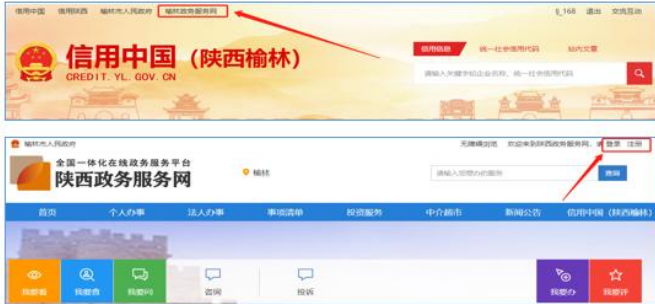 信用中国 信用陕西 榆林市人民政府 榆林政务服务网
lj_168 退出 交流互动
信用中国（陕西榆林）
CREDIT.YL.GOV.CN
信用信息 统一社会信用代码 站内文章
请输入关键字如企业名称，统一社会信用代码
榆林市人民政府
无障碍浏览 欢迎来到陕西政务服务网，请 登录 注册
全国一体化在线政务服务平台
陕西政务服务网
榆林
请输入您想办的服务
查询
首页 个人办事 法人办事 事项清单 投资服务 中介超市 新闻公告 信用中国（陕西榆林）
我要看 我要查 我要问 咨询 投诉 我要办 我要评